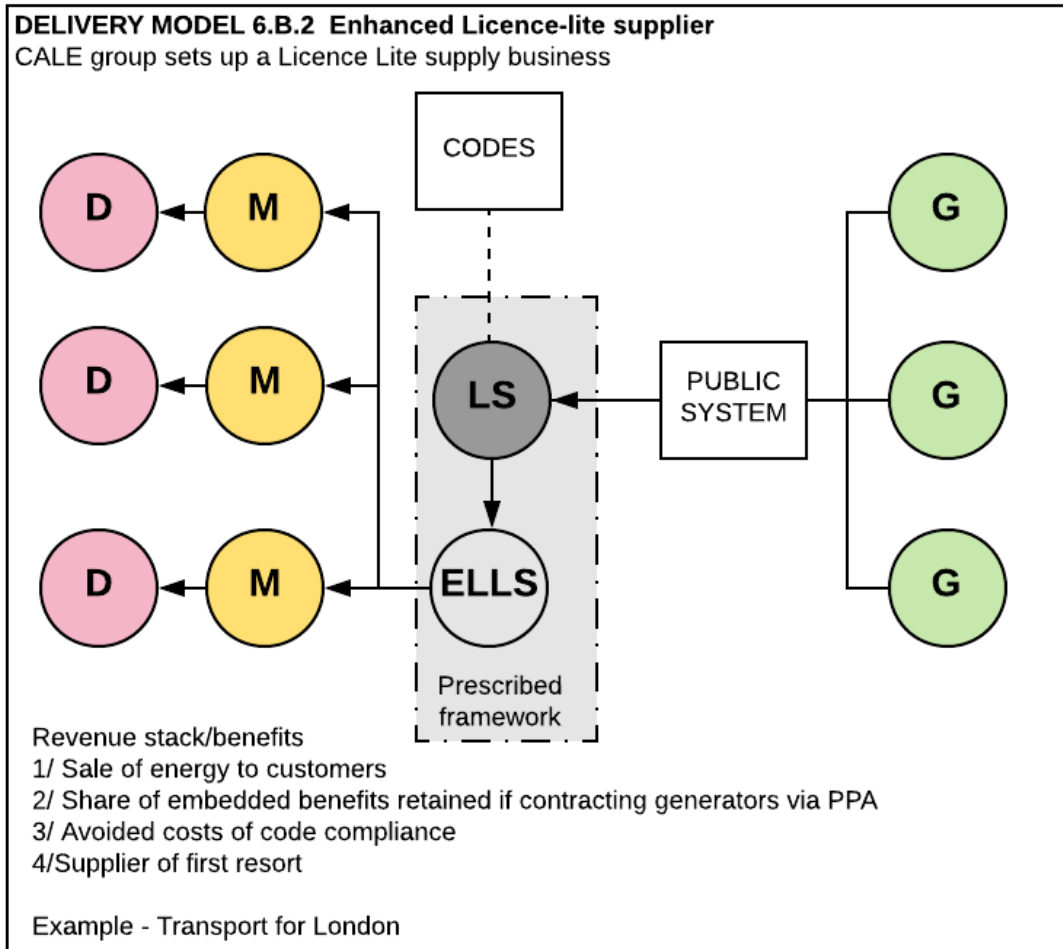 DELIVERY MODEL 6.B.2 Enhanced Licence-lite supplier
CALE group sets up a Licence Lite supply business
CODES
D
M
G
D
M
LS
PUBLIC
SYSTEM
G
D
M
ELLS
G
Prescribed
framework
Revenue stack/benefits
1/ Sale of energy to customers
2/ Share of embedded benefits retained if contracting generators via PPA
3/ Avoided costs of code compliance
4/Supplier of first resort
Example - Transport for London